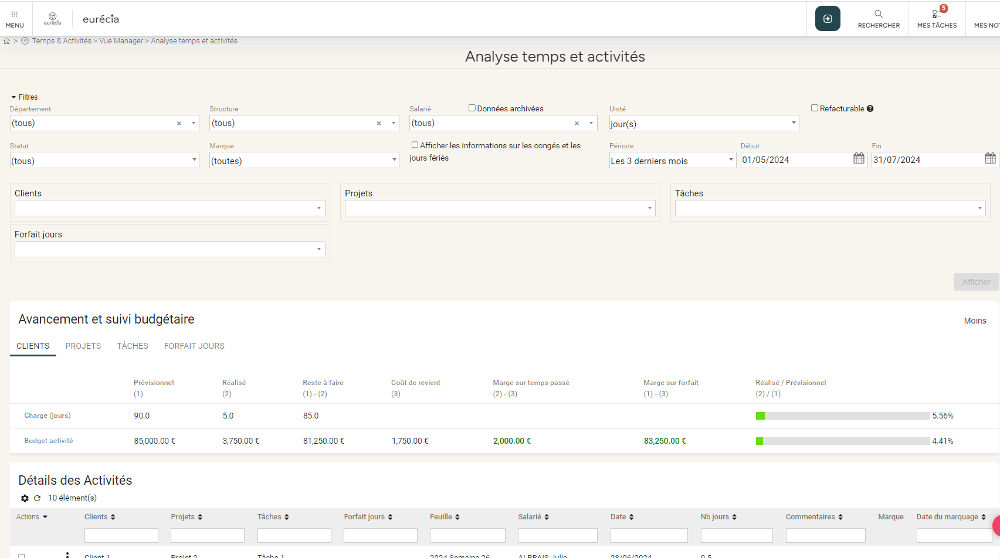 MENU
eurécia
eurécia
RECHERCHER
5
MES TÂCHES
MES NOT
> Temps & Activités > Vue Manager > Analyse temps et activités
Analyse temps et activités
Filtres
Département
Structure
Salarié
Données archivées
Unité
Refacturable ?
(tous) ×
(tous) ×
(tous) ×
jour(s)
Statut
Marque
Afficher les informations sur les congés et les
jours fériés
Période
Début
Fin
(tous)
(toutes)
Les 3 derniers mois
01/05/2024
31/07/2024
Clients
Projets
Tâches
Forfait jours
Afficher
Avancement et suivi budgétaire
Moins
CLIENTS PROJETS TÂCHES FORFAIT JOURS
Prévisionnel Réalisé Reste à faire Coût de revient Marge sur temps passé Marge sur forfait Réalisé / Prévisionnel
(1) (2) (1) - (2) (3) (2) - (3) (1) - (3) (2) / (1)
Charge (jours) 90.0 5.0 85.0 5.56%
Budget activité 85,000.00 € 3,750.00 € 81,250.00 € 1,750.00 € 2,000.00 € 83,250.00 € 4.41%
Détails des Activités
10 élément(s)
Actions Clients Projets Tâches Forfait jours Feuille Salarié Date Nb jours Commentaires Marque Date du marquage
Client 1 Projet 2 Tâche 1 2024 Semaine 26 ALBRAIS Julie 28/06/2024 0.5